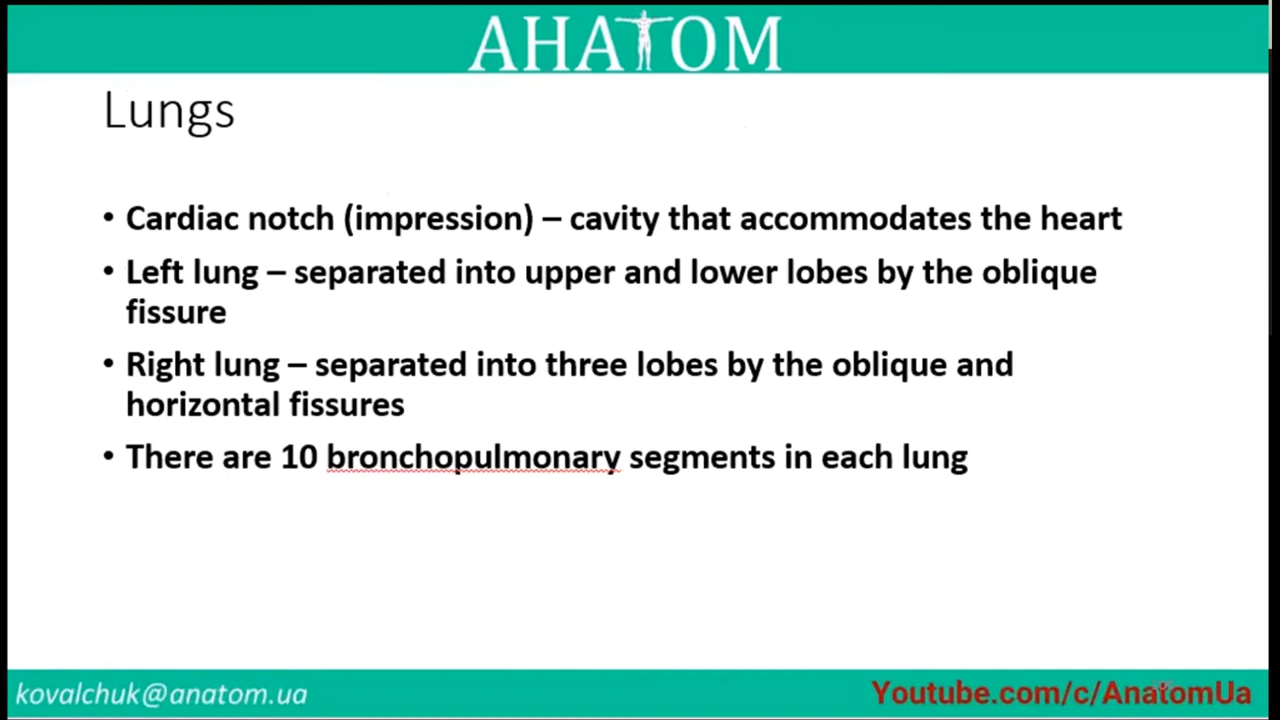 АНАТОМ
Lungs
• Cardiac notch (impression) – cavity that accommodates the heart
• Left lung – separated into upper and lower lobes by the oblique
fissure
• Right lung – separated into three lobes by the oblique and
horizontal fissures
• There are 10 bronchopulmonary segments in each lung
kovalchuk@anatom.ua
Youtube.com/c/AnatomUa